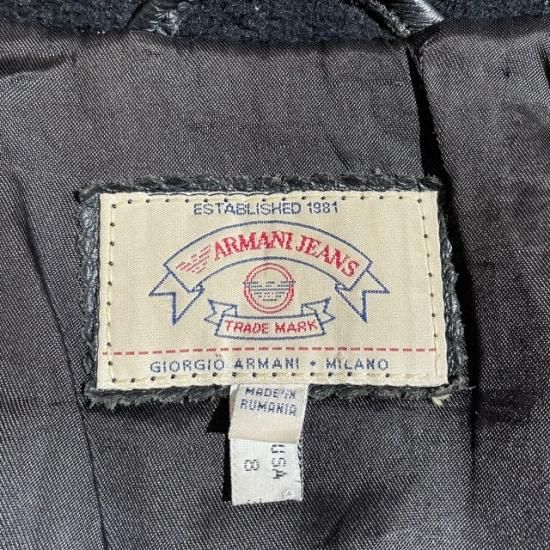 ESTABLISHED 1981
ARMANI JEANS
TRADE MARK
GIORGIO ARMANI • MILANO
MADE IN
RUMANIA
USA
8